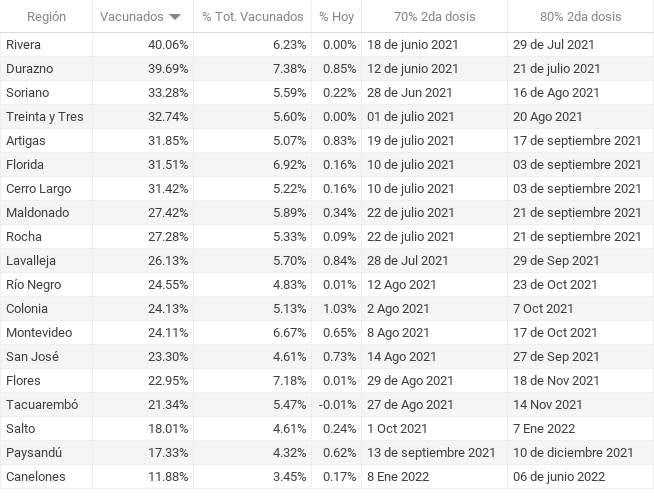 Región Vacunados % Tot. Vacunados % Hoy 70% 2da dosis 80% 2da dosis
Rivera 40.06% 6.23% 0.00% 18 de junio 2021 29 de Jul 2021
Durazno 39.69% 7.38% 0.85% 12 de junio 2021 21 de julio 2021
Soriano 33.28% 5.59% 0.22% 28 de Jun 2021 16 de Ago 2021
Treinta y Tres 32.74% 5.60% 0.00% 01 de julio 2021 20 Ago 2021
Artigas 31.85% 5.07% 0.83% 19 de julio 2021 17 de septiembre 2021
Florida 31.51% 6.92% 0.16% 10 de julio 2021 03 de septiembre 2021
Cerro Largo 31.42% 5.22% 0.16% 10 de julio 2021 03 de septiembre 2021
Maldonado 27.42% 5.89% 0.34% 22 de julio 2021 21 de septiembre 2021
Rocha 27.28% 5.33% 0.09% 22 de julio 2021 21 de septiembre 2021
Lavalleja 26.13% 5.70% 0.84% 28 de Jul 2021 29 de Sep 2021
Río Negro 24.55% 4.83% 0.01% 12 Ago 2021 23 de Oct 2021
Colonia 24.13% 5.13% 1.03% 2 Ago 2021 7 Oct 2021
Montevideo 24.11% 6.67% 0.65% 8 Ago 2021 17 de Oct 2021
San José 23.30% 4.61% 0.73% 14 Ago 2021 27 de Sep 2021
Flores 22.95% 7.18% 0.01% 29 de Ago 2021 18 de Nov 2021
Tacuarembó 21.34% 5.47% -0.01% 27 de Ago 2021 14 Nov 2021
Salto 18.01% 4.61% 0.24% 1 Oct 2021 7 Ene 2022
Paysandú 17.33% 4.32% 0.62% 13 de septiembre 2021 10 de diciembre 2021
Canelones 11.88% 3.45% 0.17% 8 Ene 2022 06 de junio 2022